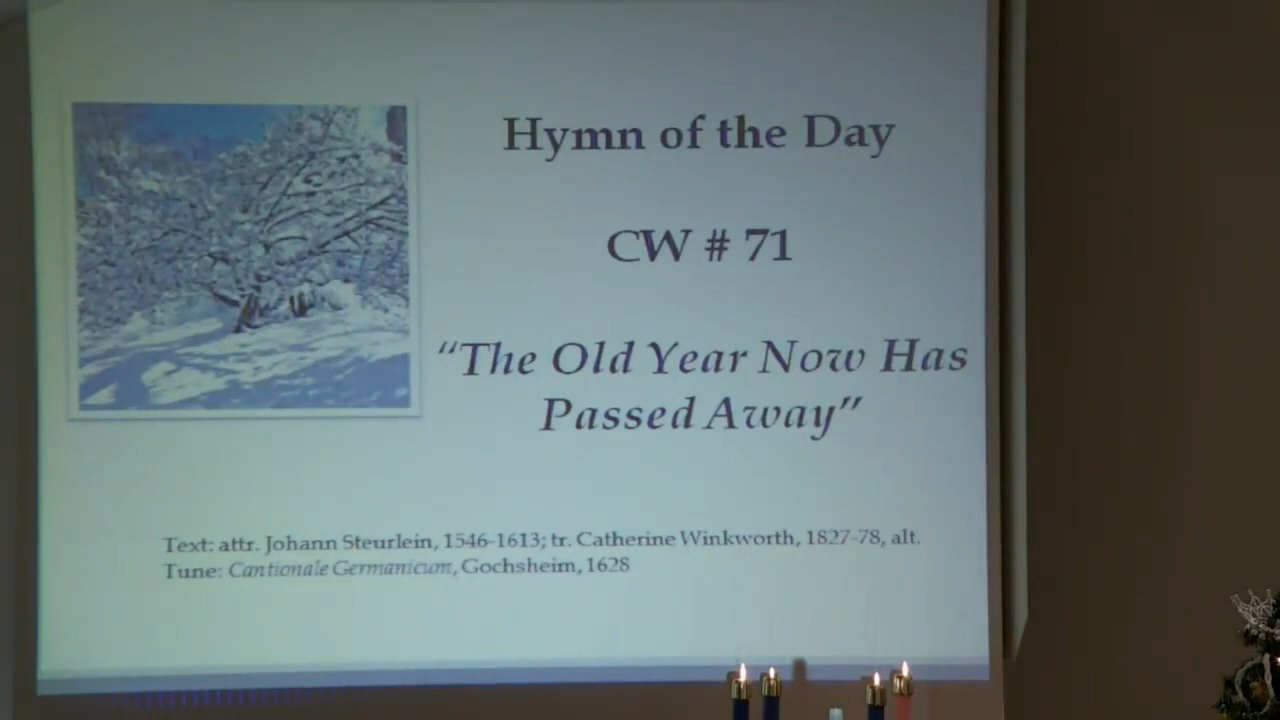 Hymn of the Day
CW # 71
“The Old Year Now Has
Passed Away”
Text: attr. Johann Steurlein, 1546-1613; tr. Catherine Winkworth, 1827-78, alt.
Tune: Cantionale Germanicum, Gochsheim, 1628